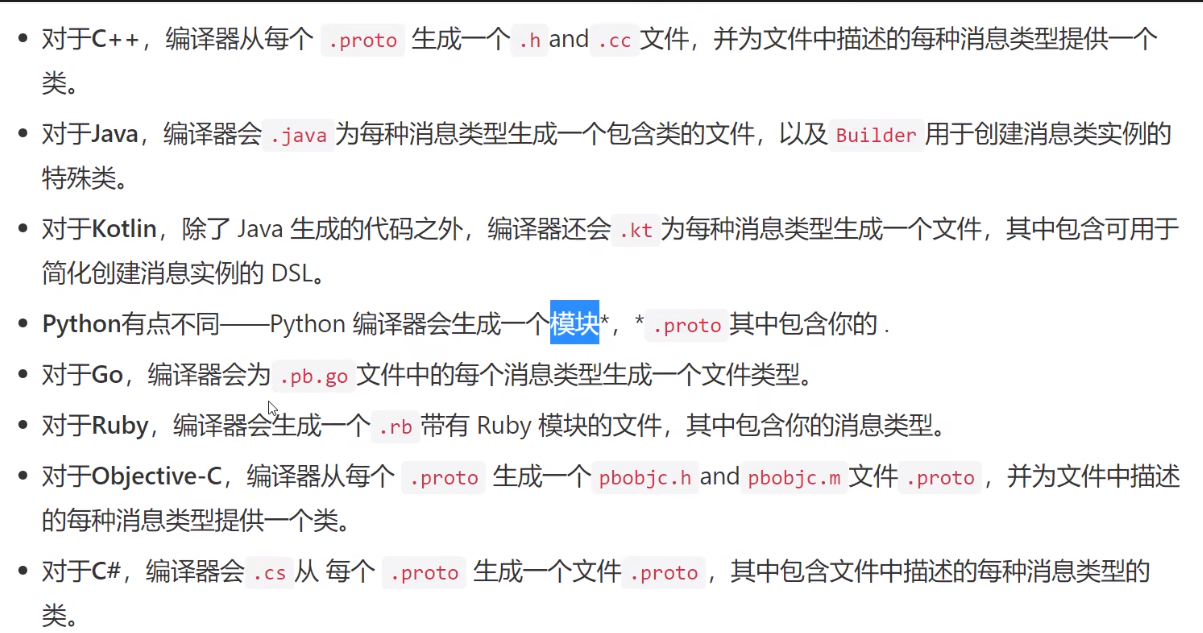 • 对于C++，编译器从每个 .proto 生成一个 .h and .cc 文件，并为文件中描述的每种消息类型提供一个
类。
• 对于Java，编译器会 .java 为每种消息类型生成一个包含类的文件，以及 Builder 用于创建消息类实例的
特殊类。
• 对于Kotlin，除了 Java 生成的代码之外，编译器还会 .kt 为每种消息类型生成一个文件，其中包含可用于
简化创建消息实例的 DSL。
• Python有点不同——Python 编译器会生成一个模块*，* .proto 其中包含你的 .
• 对于Go，编译器会为 .pb.go 文件中的每个消息类型生成一个文件类型。
• 对于Ruby，编译器会生成一个 .rb 带有 Ruby 模块的文件，其中包含你的消息类型。
• 对于Objective-C，编译器从每个 .proto 生成一个 pbobjc.h and pbobjc.m 文件 .proto ，并为文件中描述
的每种消息类型提供一个类。
• 对于C#，编译器会 .cs 从 每个 .proto 生成一个文件 .proto ，其中包含文件中描述的每种消息类型的
类。